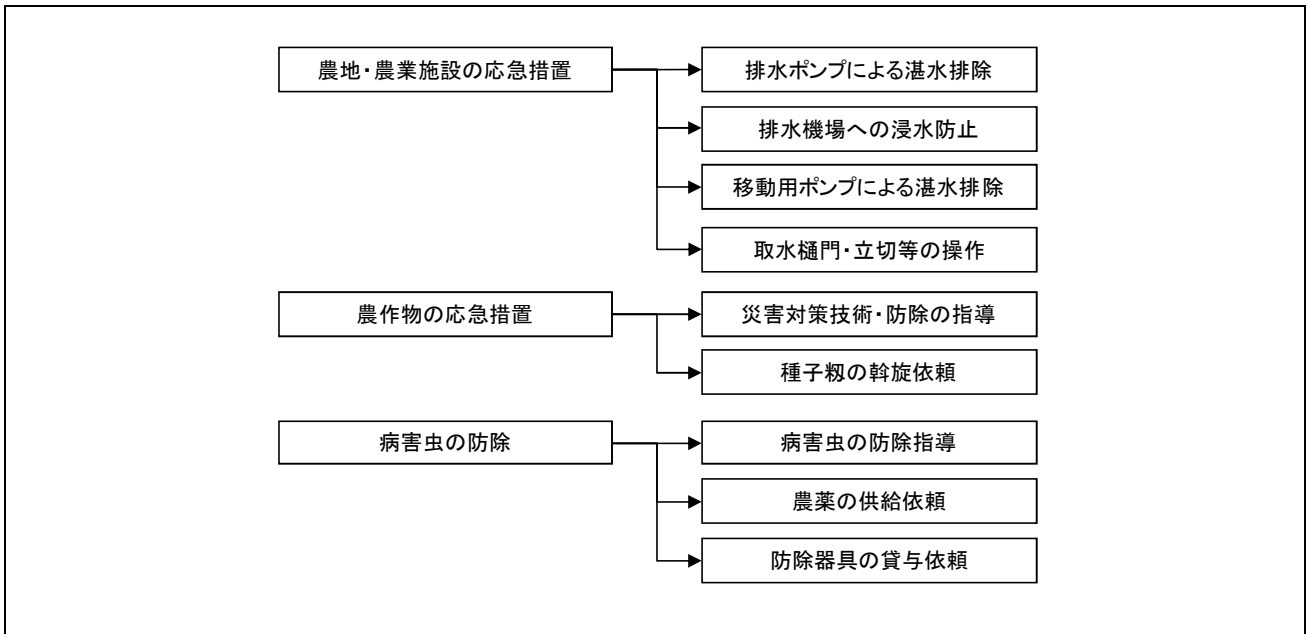 農地・農業施設の応急措置
排水ポンプによる湛水排除
排水機場への浸水防止
移動用ポンプによる湛水排除
取水樋門・立切等の操作
農作物の応急措置
災害対策技術・防除の指導
種子籾の斡旋依頼
病害虫の防除
病害虫の防除指導
農薬の供給依頼
防除器具の貸与依頼